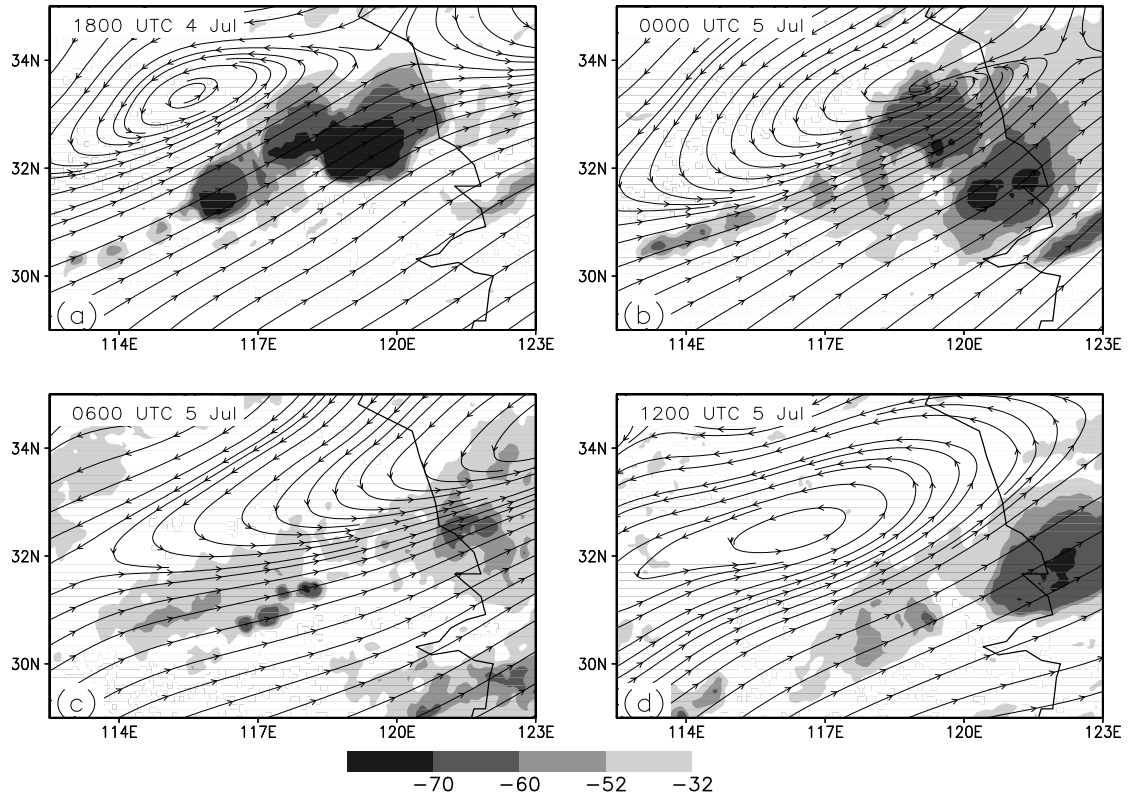 1800 UTC 4 Jul
34N
32N
30N
(a)
114E 117E 120E 123E
0000 UTC 5 Jul
34N
32N
30N
(b)
114E 117E 120E 123E
0600 UTC 5 Jul
34N
32N
30N
(c)
114E 117E 120E 123E
1200 UTC 5 Jul
34N
32N
30N
(d)
114E 117E 120E 123E
−70 −60 −52 −32